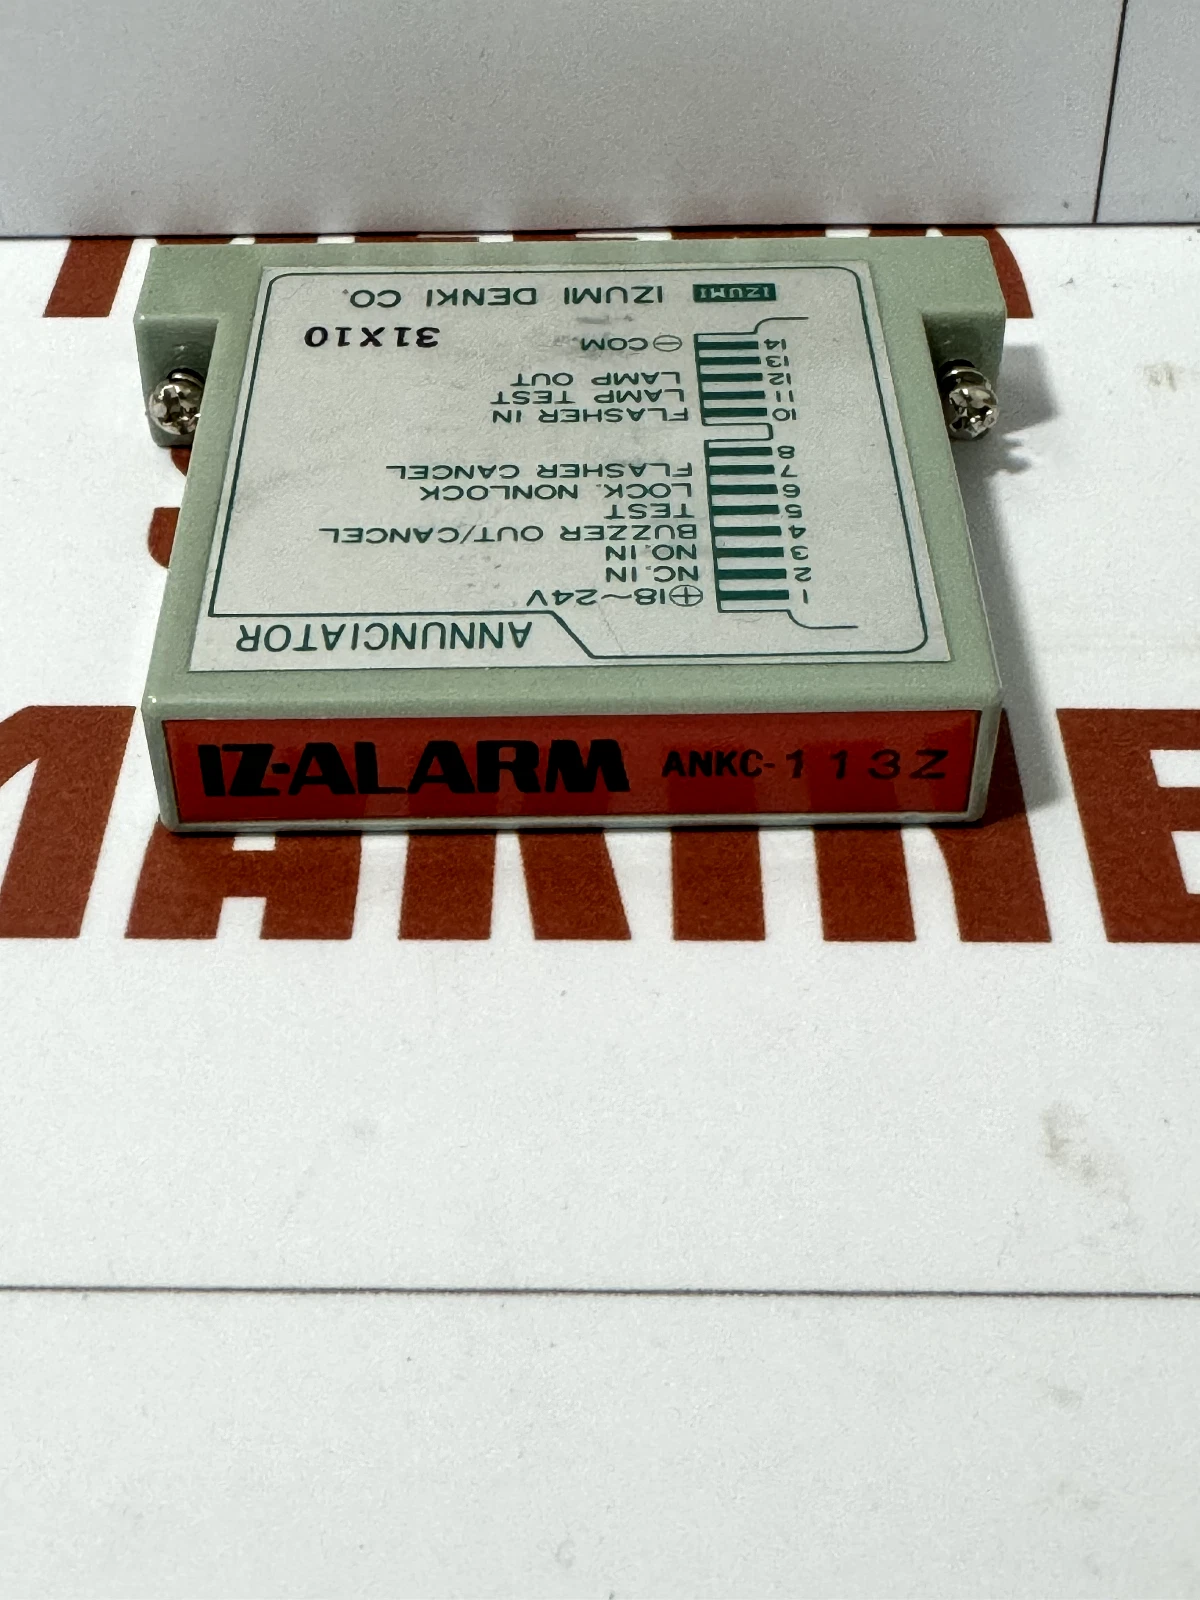 IZ-ALARM ANKC-113Z
ANNUNCIATOR
1 ⊕18~24V
2 NC.IN
3 NO.IN
4 BUZZER OUT/CANCEL
5 TEST
6 LOCK. NONLOCK
7 FLASHER CANCEL
8
10 FLASHER IN
11 LAMP TEST
12 LAMP OUT
13
14 ⊖COM.
31X10
IZUMI IZUMI DENKI CO.
MARINE